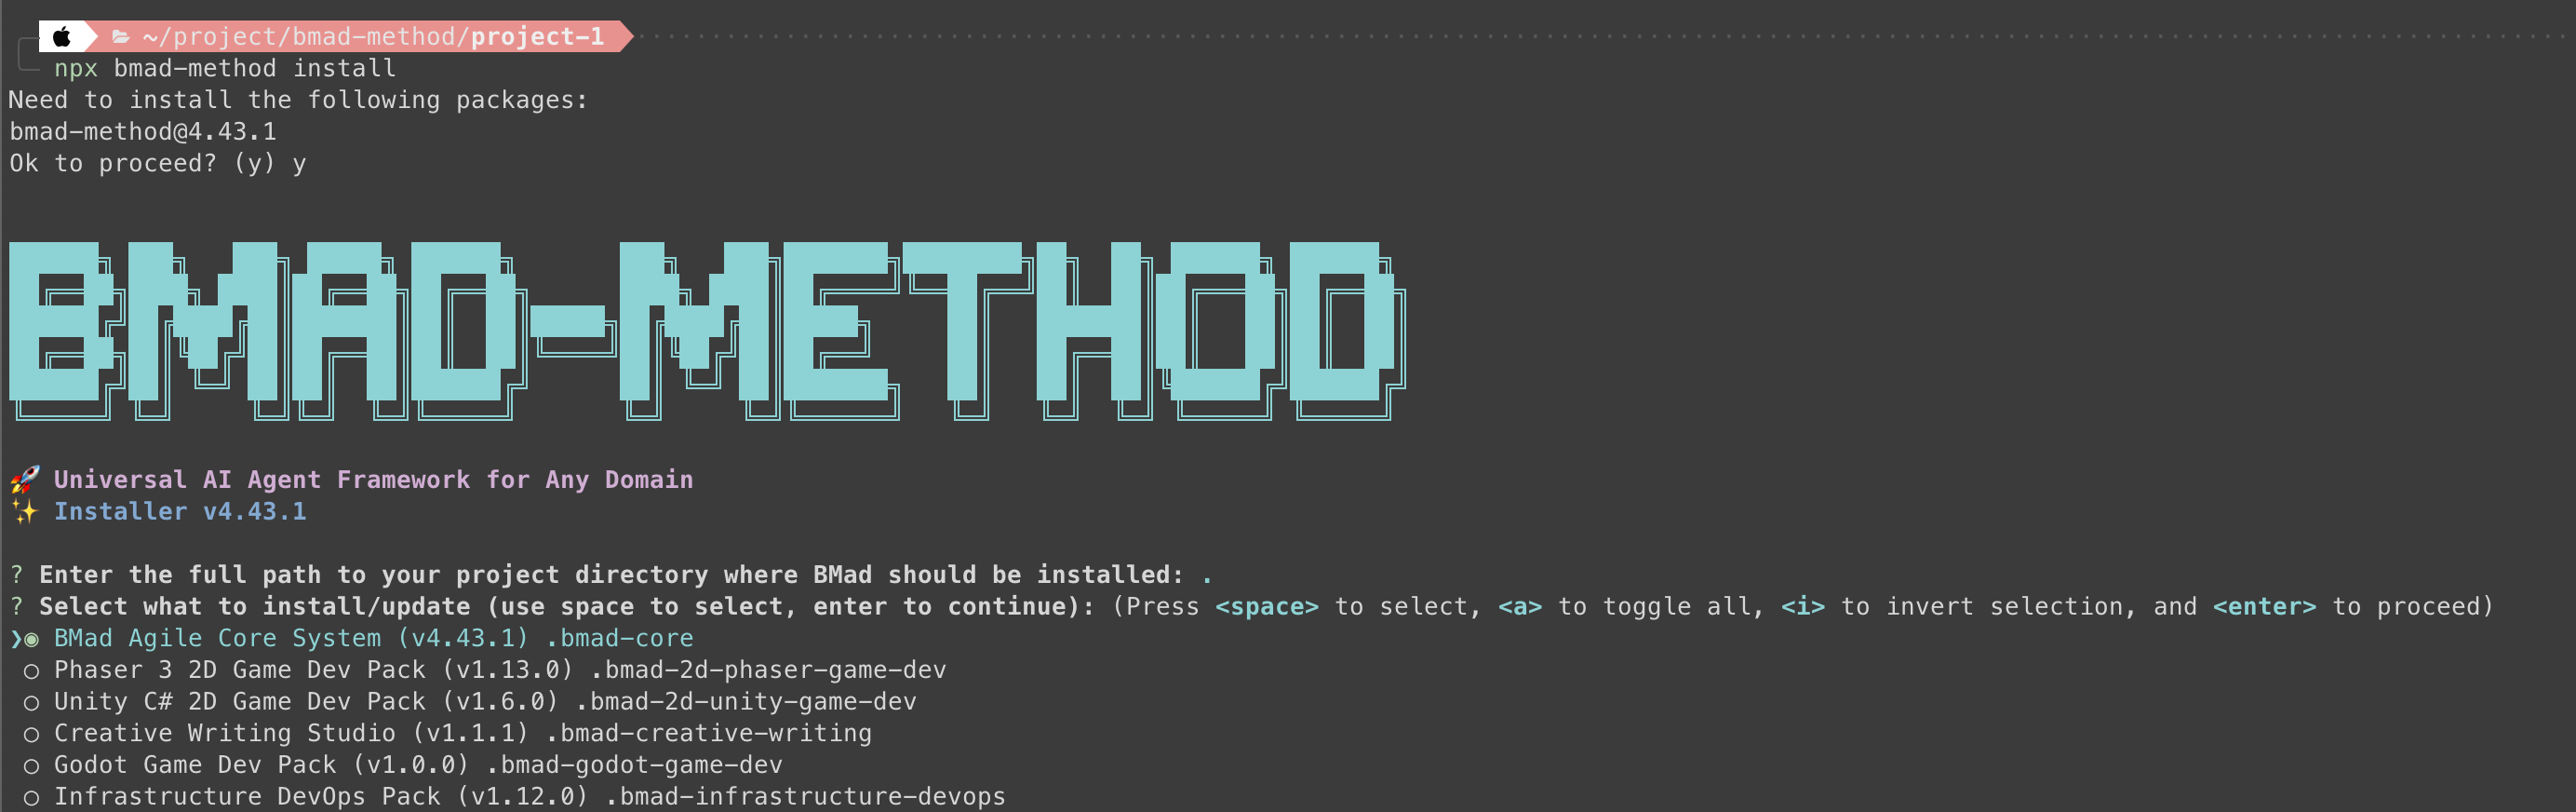 ~/project/bmad-method/project-1
npx bmad-method install
Need to install the following packages:
bmad-method@4.43.1
Ok to proceed? (y) y
BMAD-METHOD
🚀 Universal AI Agent Framework for Any Domain
✨ Installer v4.43.1
? Enter the full path to your project directory where BMad should be installed: .
? Select what to install/update (use space to select, enter to continue): (Press <space> to select, <a> to toggle all, <i> to invert selection, and <enter> to proceed)
❯◉ BMad Agile Core System (v4.43.1) .bmad-core
○ Phaser 3 2D Game Dev Pack (v1.13.0) .bmad-2d-phaser-game-dev
○ Unity C# 2D Game Dev Pack (v1.6.0) .bmad-2d-unity-game-dev
○ Creative Writing Studio (v1.1.1) .bmad-creative-writing
○ Godot Game Dev Pack (v1.0.0) .bmad-godot-game-dev
○ Infrastructure DevOps Pack (v1.12.0) .bmad-infrastructure-devops